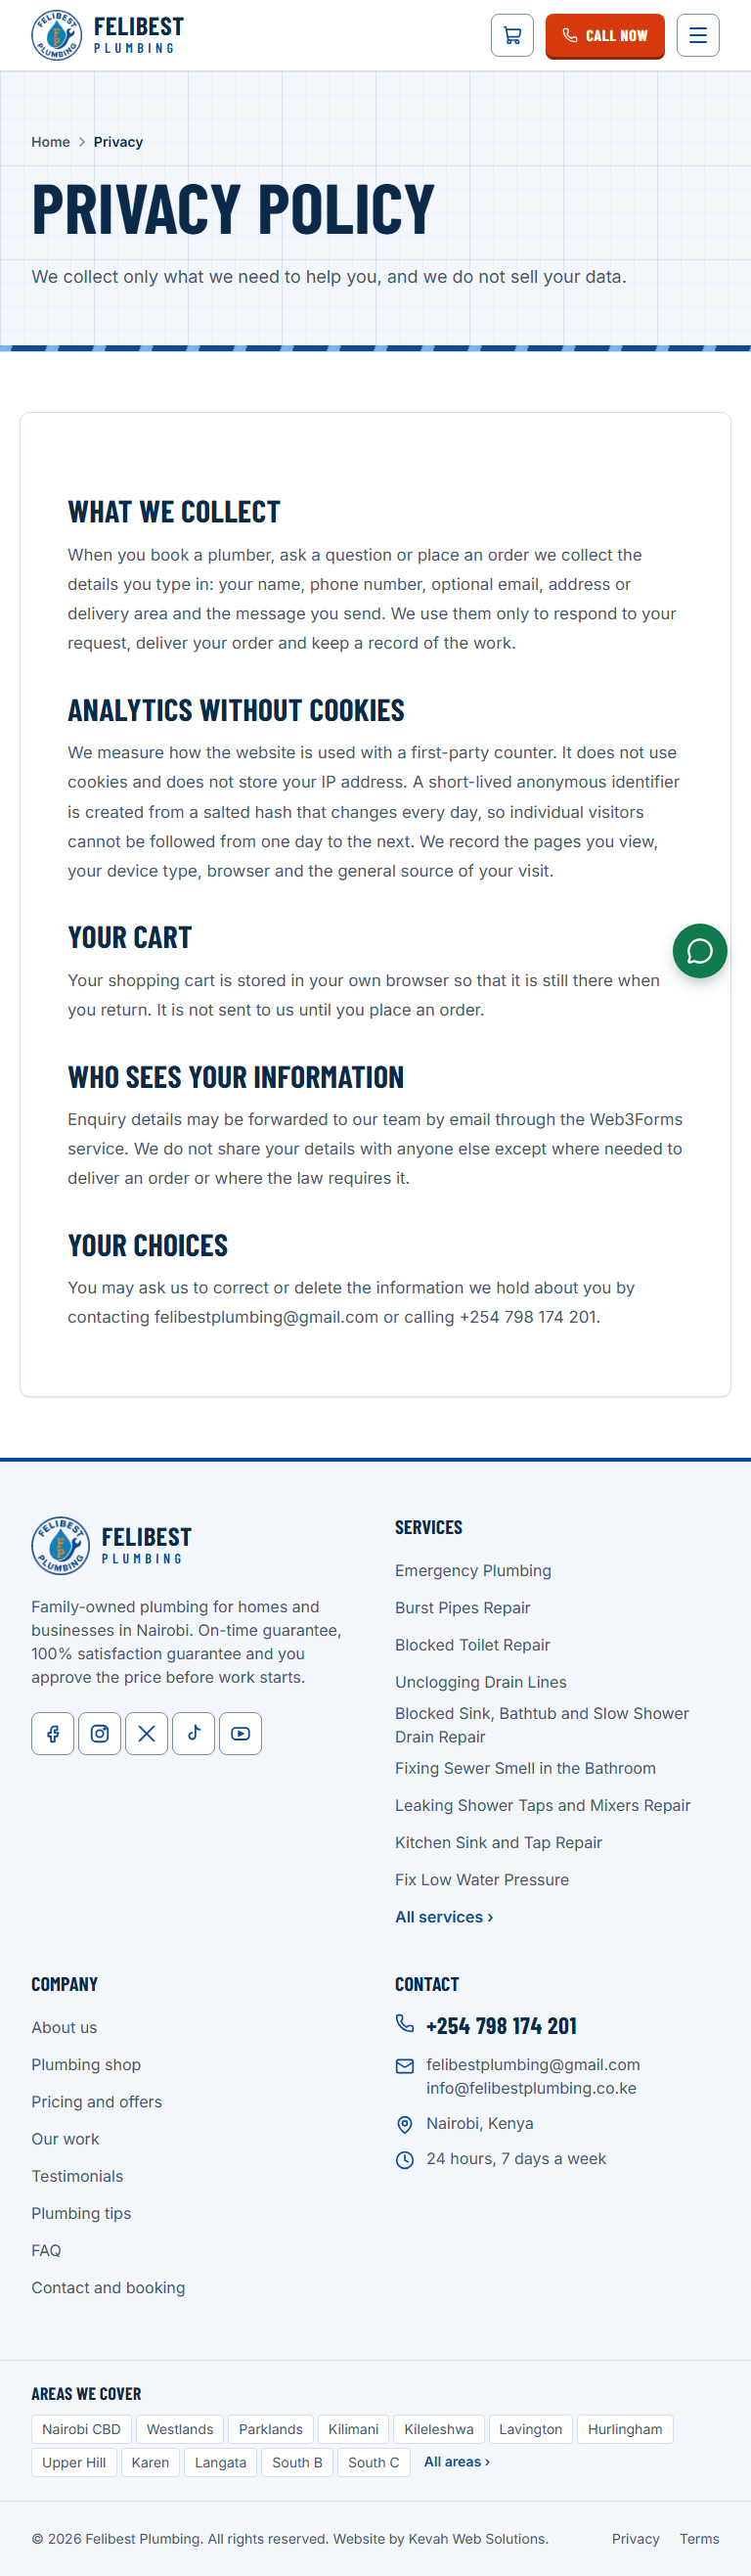 FELIBEST PLUMBING
FELIBEST
PLUMBING
CALL NOW
Home > Privacy
PRIVACY POLICY
We collect only what we need to help you, and we do not sell your data.
WHAT WE COLLECT
When you book a plumber, ask a question or place an order we collect the
details you type in: your name, phone number, optional email, address or
delivery area and the message you send. We use them only to respond to your
request, deliver your order and keep a record of the work.
ANALYTICS WITHOUT COOKIES
We measure how the website is used with a first-party counter. It does not use
cookies and does not store your IP address. A short-lived anonymous identifier
is created from a salted hash that changes every day, so individual visitors
cannot be followed from one day to the next. We record the pages you view,
your device type, browser and the general source of your visit.
YOUR CART
Your shopping cart is stored in your own browser so that it is still there when
you return. It is not sent to us until you place an order.
WHO SEES YOUR INFORMATION
Enquiry details may be forwarded to our team by email through the Web3Forms
service. We do not share your details with anyone else except where needed to
deliver an order or where the law requires it.
YOUR CHOICES
You may ask us to correct or delete the information we hold about you by
contacting felibestplumbing@gmail.com or calling +254 798 174 201.
FELIBEST PLUMBING
FELIBEST
PLUMBING
Family-owned plumbing for homes and
businesses in Nairobi. On-time guarantee,
100% satisfaction guarantee and you
approve the price before work starts.
SERVICES
Emergency Plumbing
Burst Pipes Repair
Blocked Toilet Repair
Unclogging Drain Lines
Blocked Sink, Bathtub and Slow Shower
Drain Repair
Fixing Sewer Smell in the Bathroom
Leaking Shower Taps and Mixers Repair
Kitchen Sink and Tap Repair
Fix Low Water Pressure
All services ›
COMPANY
About us
Plumbing shop
Pricing and offers
Our work
Testimonials
Plumbing tips
FAQ
Contact and booking
CONTACT
+254 798 174 201
felibestplumbing@gmail.com
info@felibestplumbing.co.ke
Nairobi, Kenya
24 hours, 7 days a week
AREAS WE COVER
Nairobi CBD Westlands Parklands Kilimani Kileleshwa Lavington Hurlingham
Upper Hill Karen Langata South B South C All areas ›
© 2026 Felibest Plumbing. All rights reserved. Website by Kevah Web Solutions. Privacy Terms